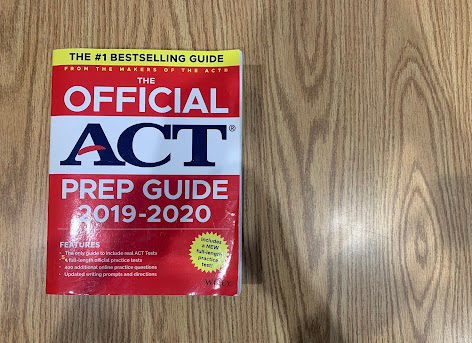 THE #1 BESTSELLING GUIDE
FROM THE MAKERS OF THE ACT®
THE
OFFICIAL
ACT®
PREP GUIDE
2019-2020
FEATURES
• The only guide to include real ACT Tests
• 4 full-length official practice tests
• 400 additional online practice questions
• Updated writing prompts and directions
Includes
a NEW
full-length
practice
test!
WILEY